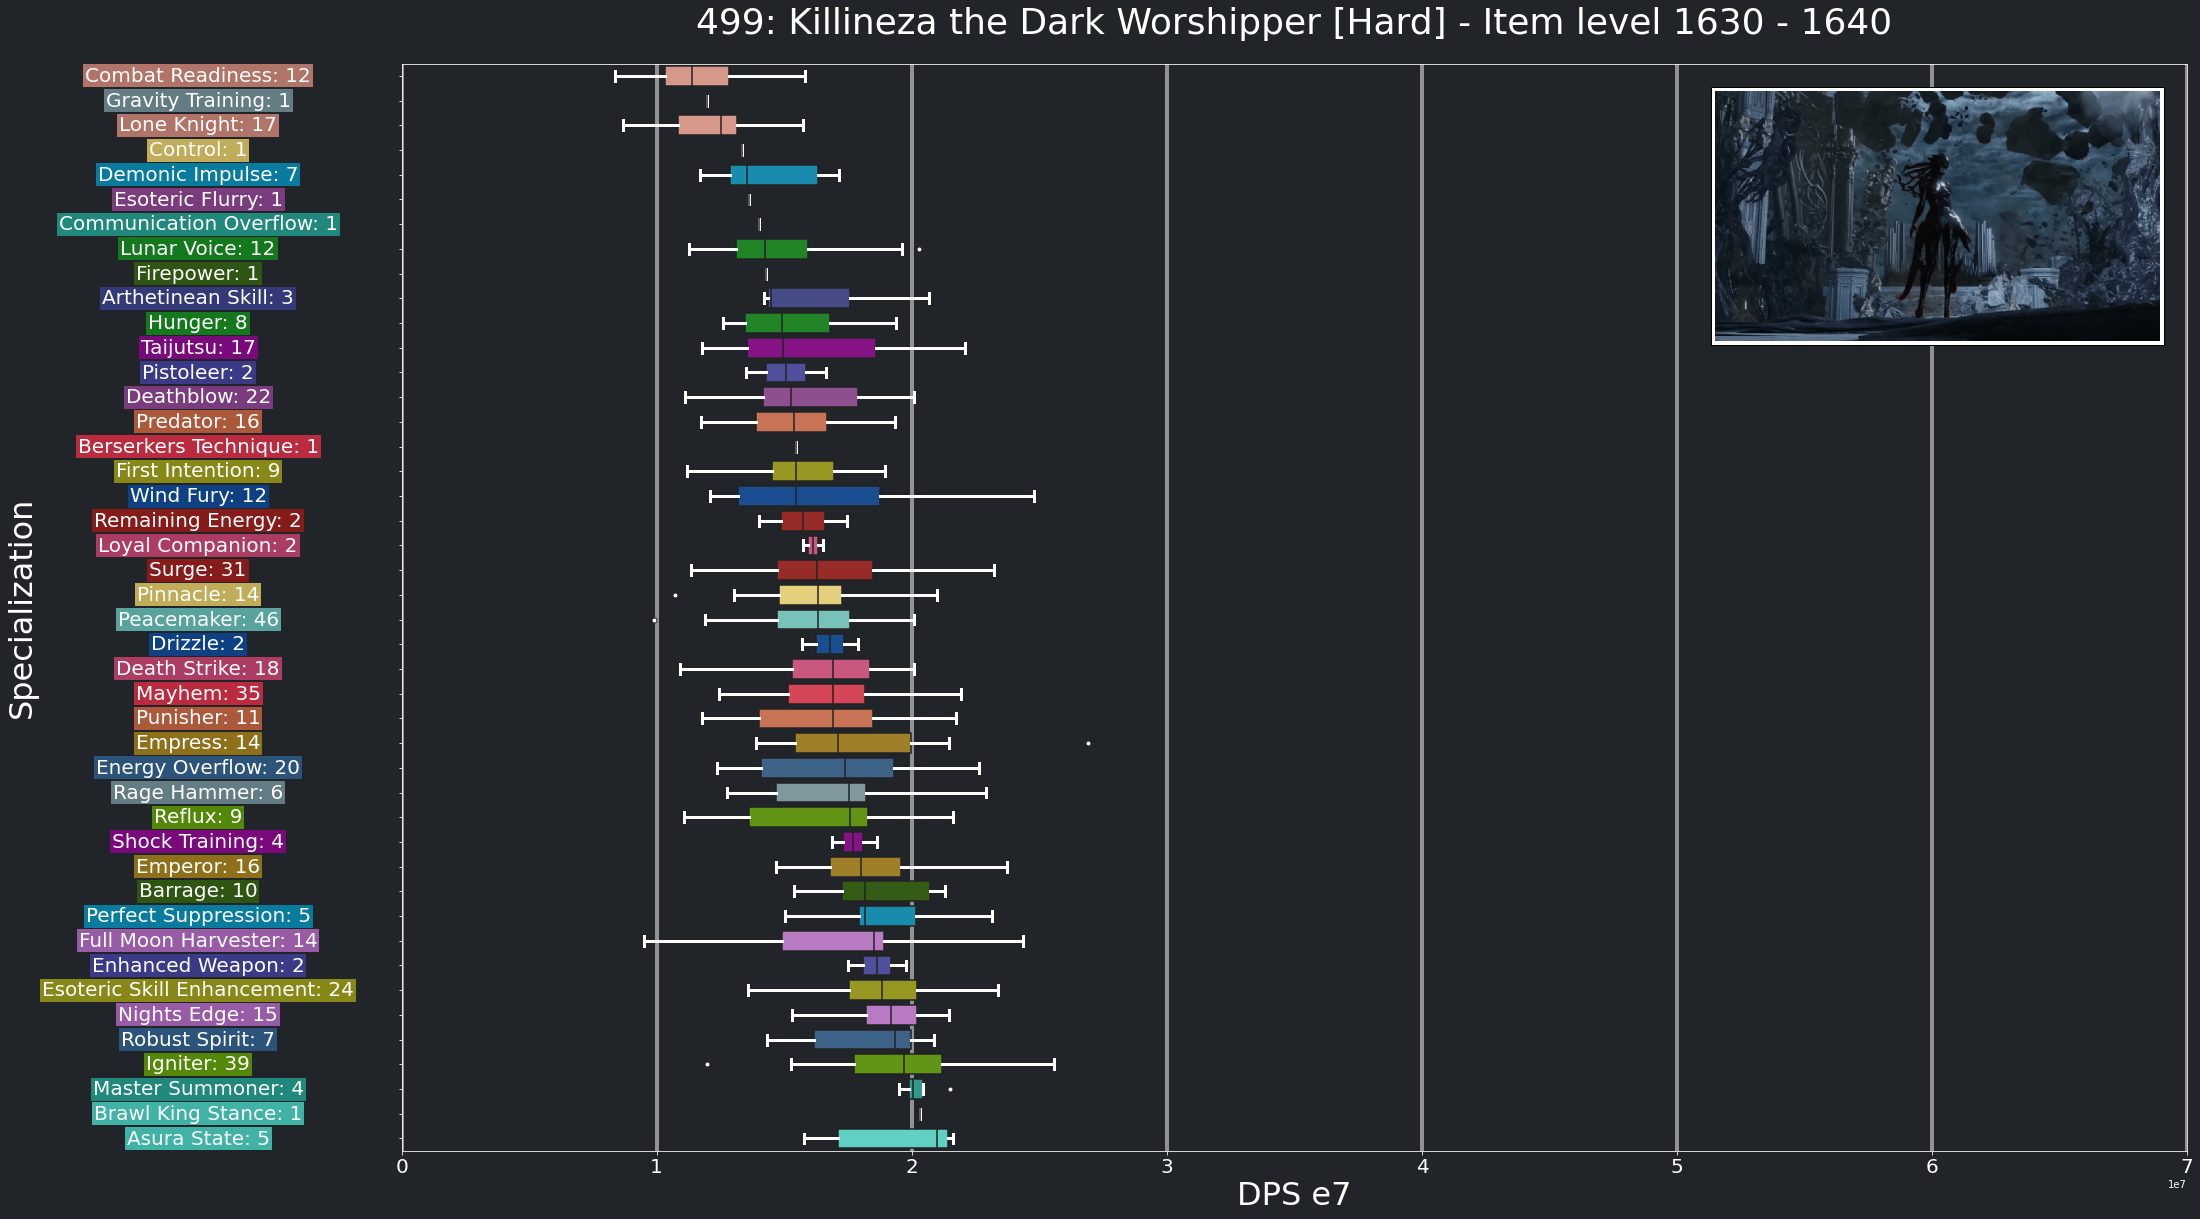 499: Killineza the Dark Worshipper [Hard] - Item level 1630 - 1640
Specialization
Combat Readiness: 12
Gravity Training: 1
Lone Knight: 17
Control: 1
Demonic Impulse: 7
Esoteric Flurry: 1
Communication Overflow: 1
Lunar Voice: 12
Firepower: 1
Arthetinean Skill: 3
Hunger: 8
Taijutsu: 17
Pistoleer: 2
Deathblow: 22
Predator: 16
Berserkers Technique: 1
First Intention: 9
Wind Fury: 12
Remaining Energy: 2
Loyal Companion: 2
Surge: 31
Pinnacle: 14
Peacemaker: 46
Drizzle: 2
Death Strike: 18
Mayhem: 35
Punisher: 11
Empress: 14
Energy Overflow: 20
Rage Hammer: 6
Reflux: 9
Shock Training: 4
Emperor: 16
Barrage: 10
Perfect Suppression: 5
Full Moon Harvester: 14
Enhanced Weapon: 2
Esoteric Skill Enhancement: 24
Nights Edge: 15
Robust Spirit: 7
Igniter: 39
Master Summoner: 4
Brawl King Stance: 1
Asura State: 5
0 1 2 3 4 5 6 7
1e7
DPS e7